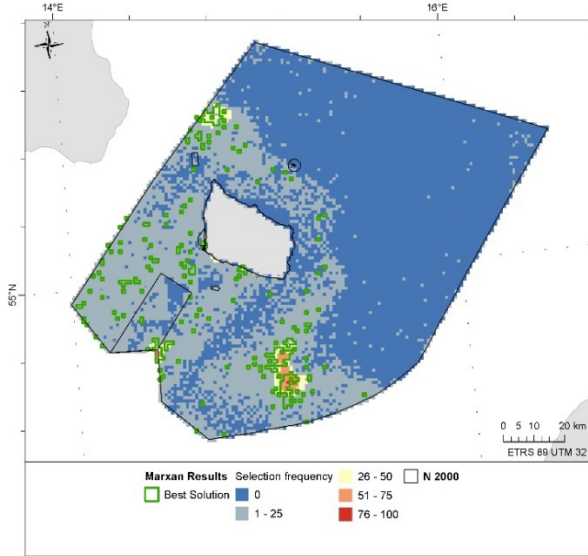 14°E
16°E
55°N
0 10 20 km
ETRS 89 UTM 32
Marxan Results Selection frequency 26 - 50 N 2000
Best Solution 0 51 - 75
1 - 25 76 - 100